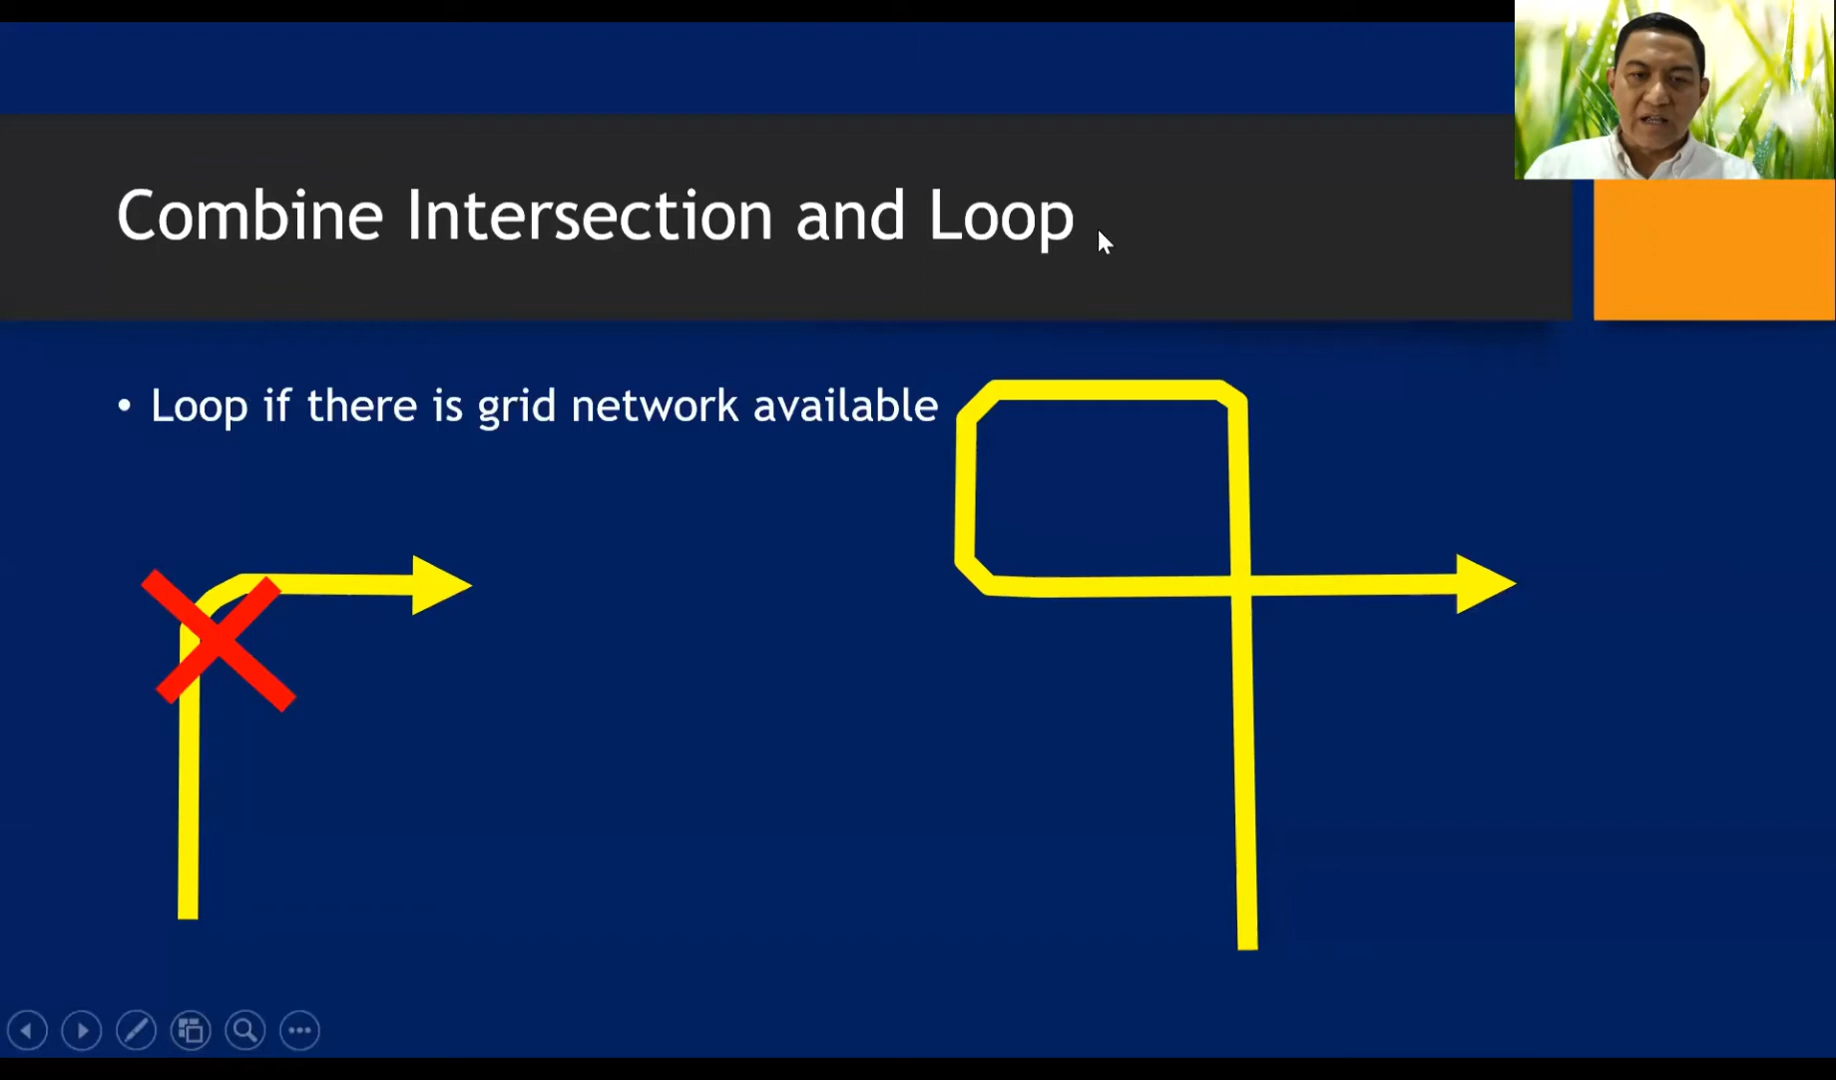 Combine Intersection and Loop
• Loop if there is grid network available